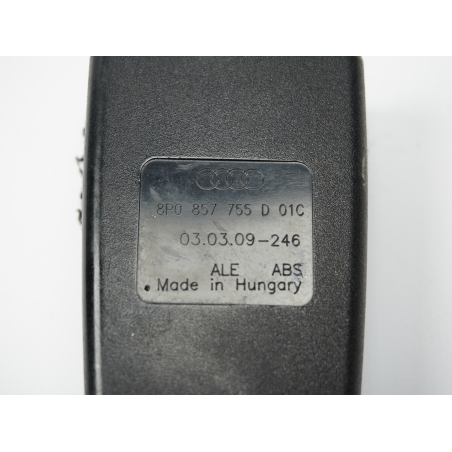 8P0 857 755 D 01C
03.03.09-246
ALE ABS
Made in Hungary